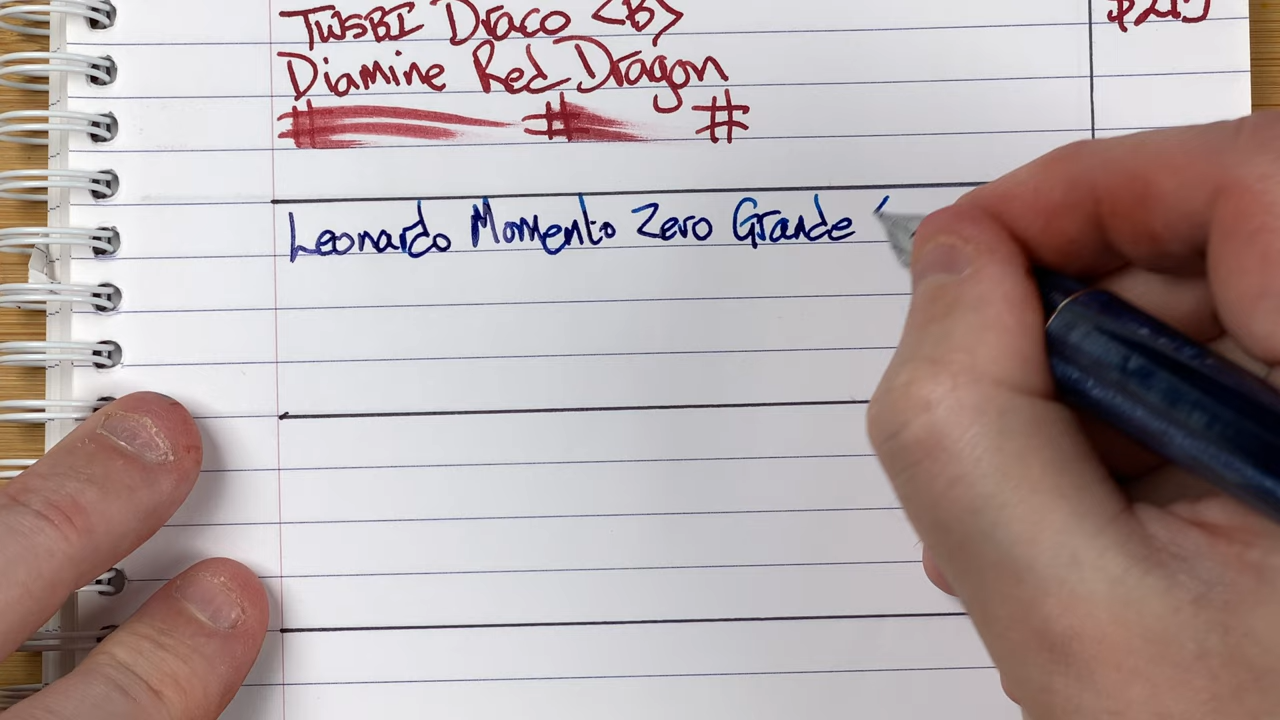 TWSBI Draco <B>
Diamine Red Dragon
# # #
Leonardo Momento Zero Grande